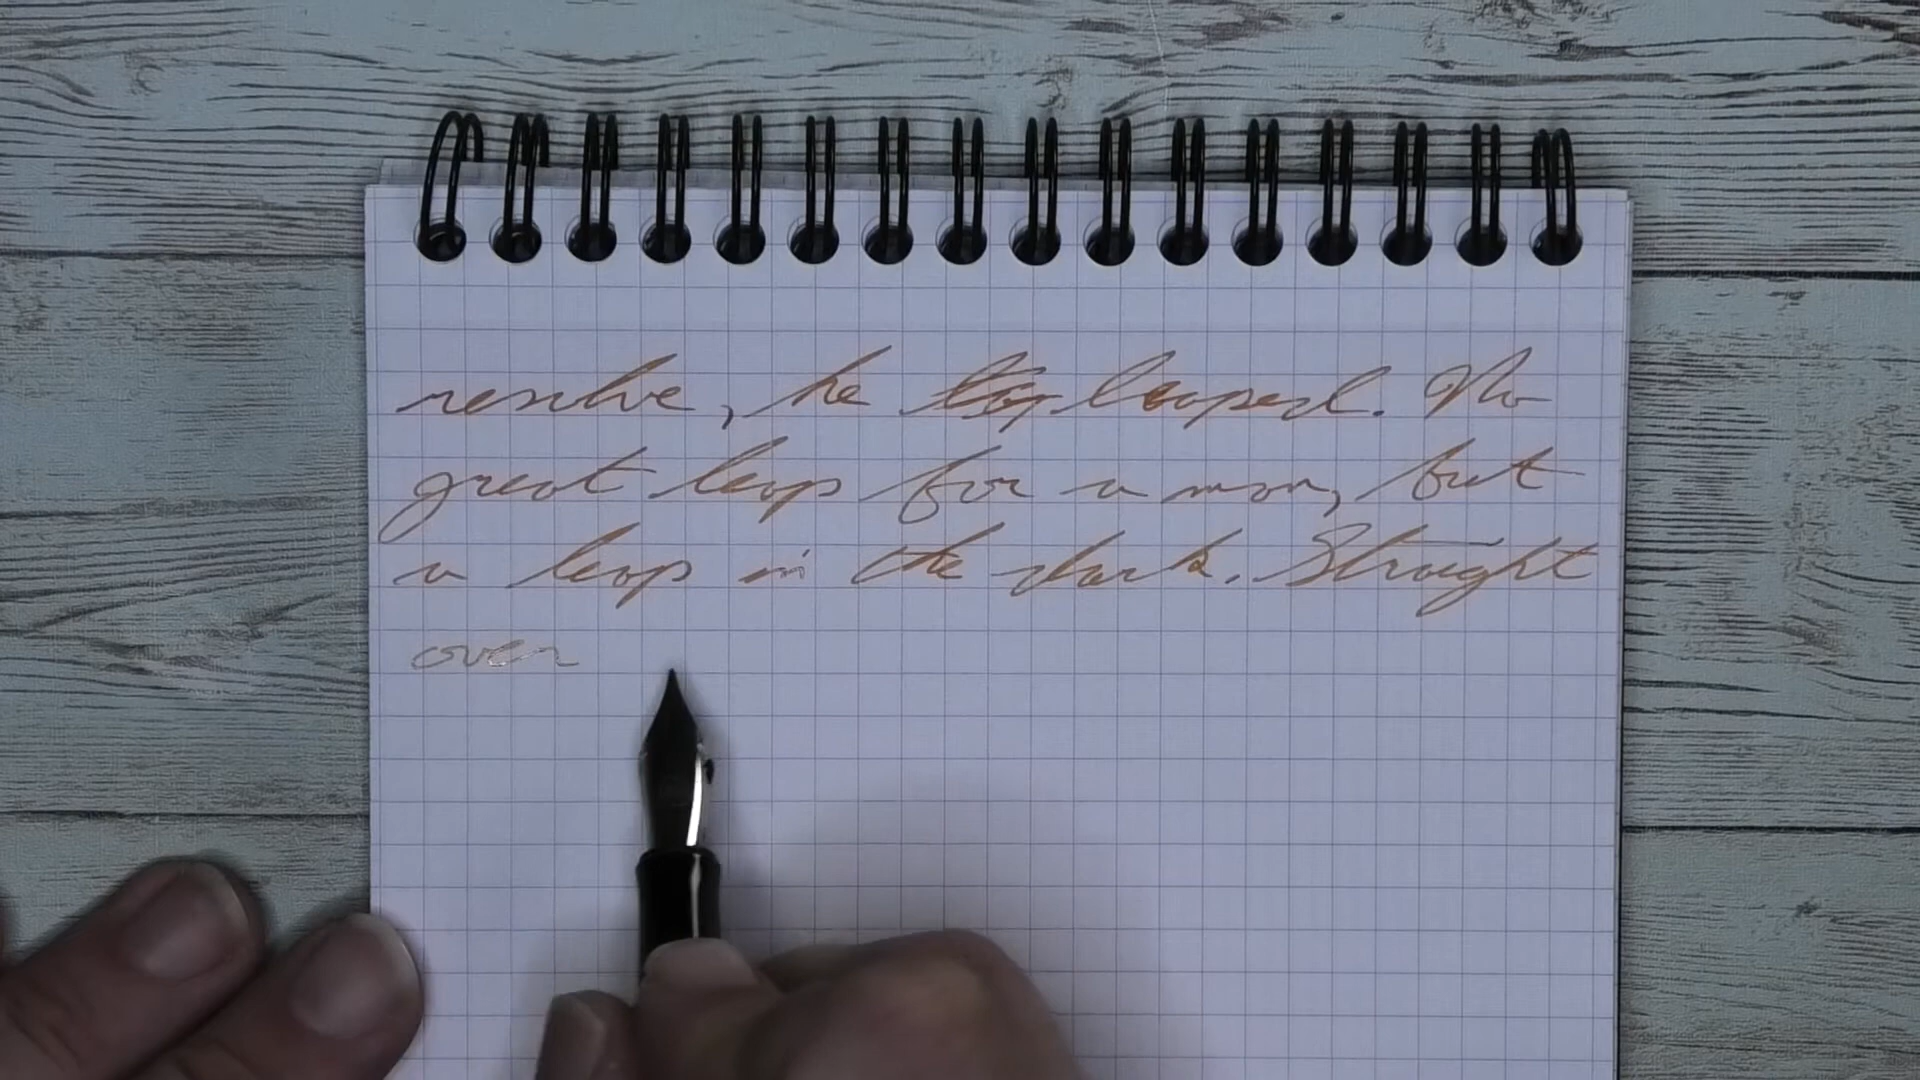 resolve, he leaped. No
great leap for a man, but
a leap in the dark. Straight
over